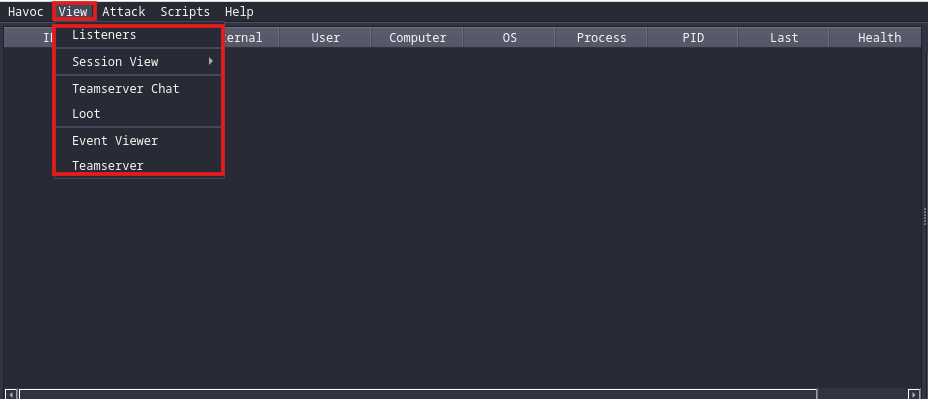 Havoc View Attack Scripts Help
User Computer OS Process PID Last Health
Listeners
Session View
Teamserver Chat
Loot
Event Viewer
Teamserver